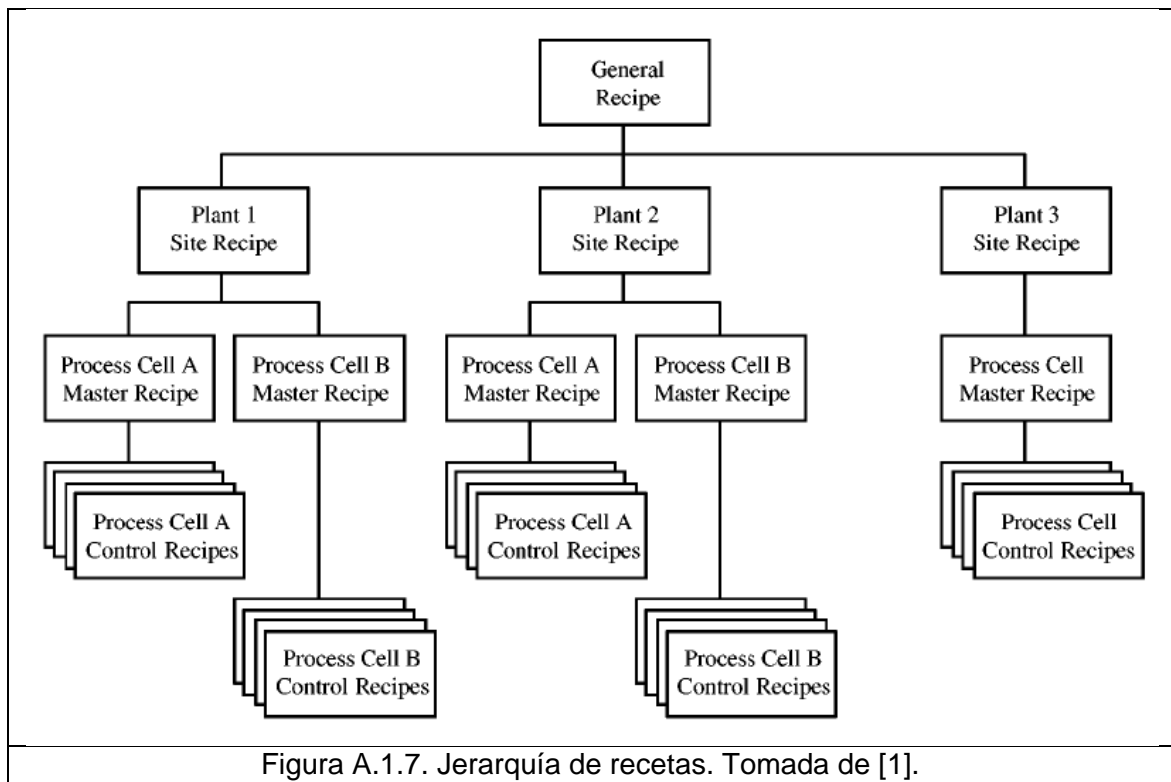 General
Recipe
Plant 1
Site Recipe
Plant 2
Site Recipe
Plant 3
Site Recipe
Process Cell A
Master Recipe
Process Cell B
Master Recipe
Process Cell A
Master Recipe
Process Cell B
Master Recipe
Process Cell
Master Recipe
Process Cell A
Control Recipes
Process Cell A
Control Recipes
Process Cell
Control Recipes
Process Cell B
Control Recipes
Process Cell B
Control Recipes
Figura A.1.7. Jerarquía de recetas. Tomada de [1].